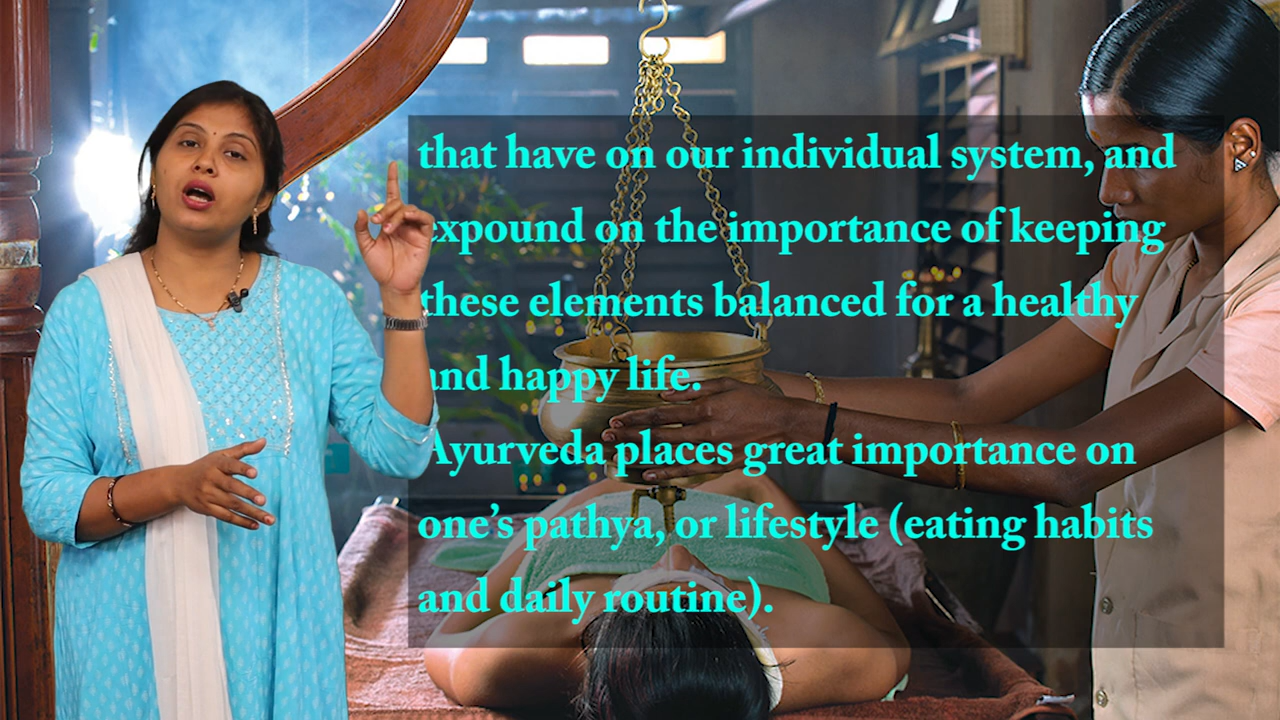 that have on our individual system, and
expound on the importance of keeping
these elements balanced for a healthy
and happy life.
Ayurveda places great importance on
one's pathya, or lifestyle (eating habits
and daily routine).